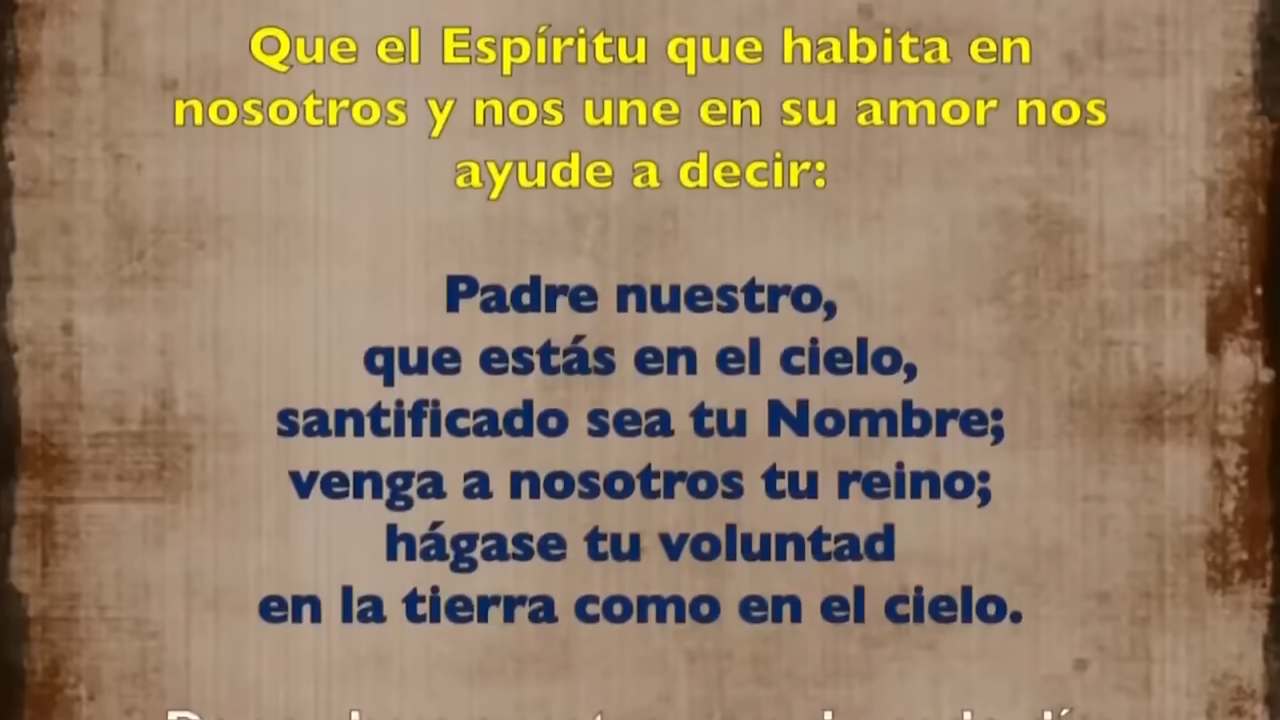 Que el Espíritu que habita en
nosotros y nos une en su amor nos
ayude a decir:
Padre nuestro,
que estás en el cielo,
santificado sea tu Nombre;
venga a nosotros tu reino;
hágase tu voluntad
en la tierra como en el cielo.